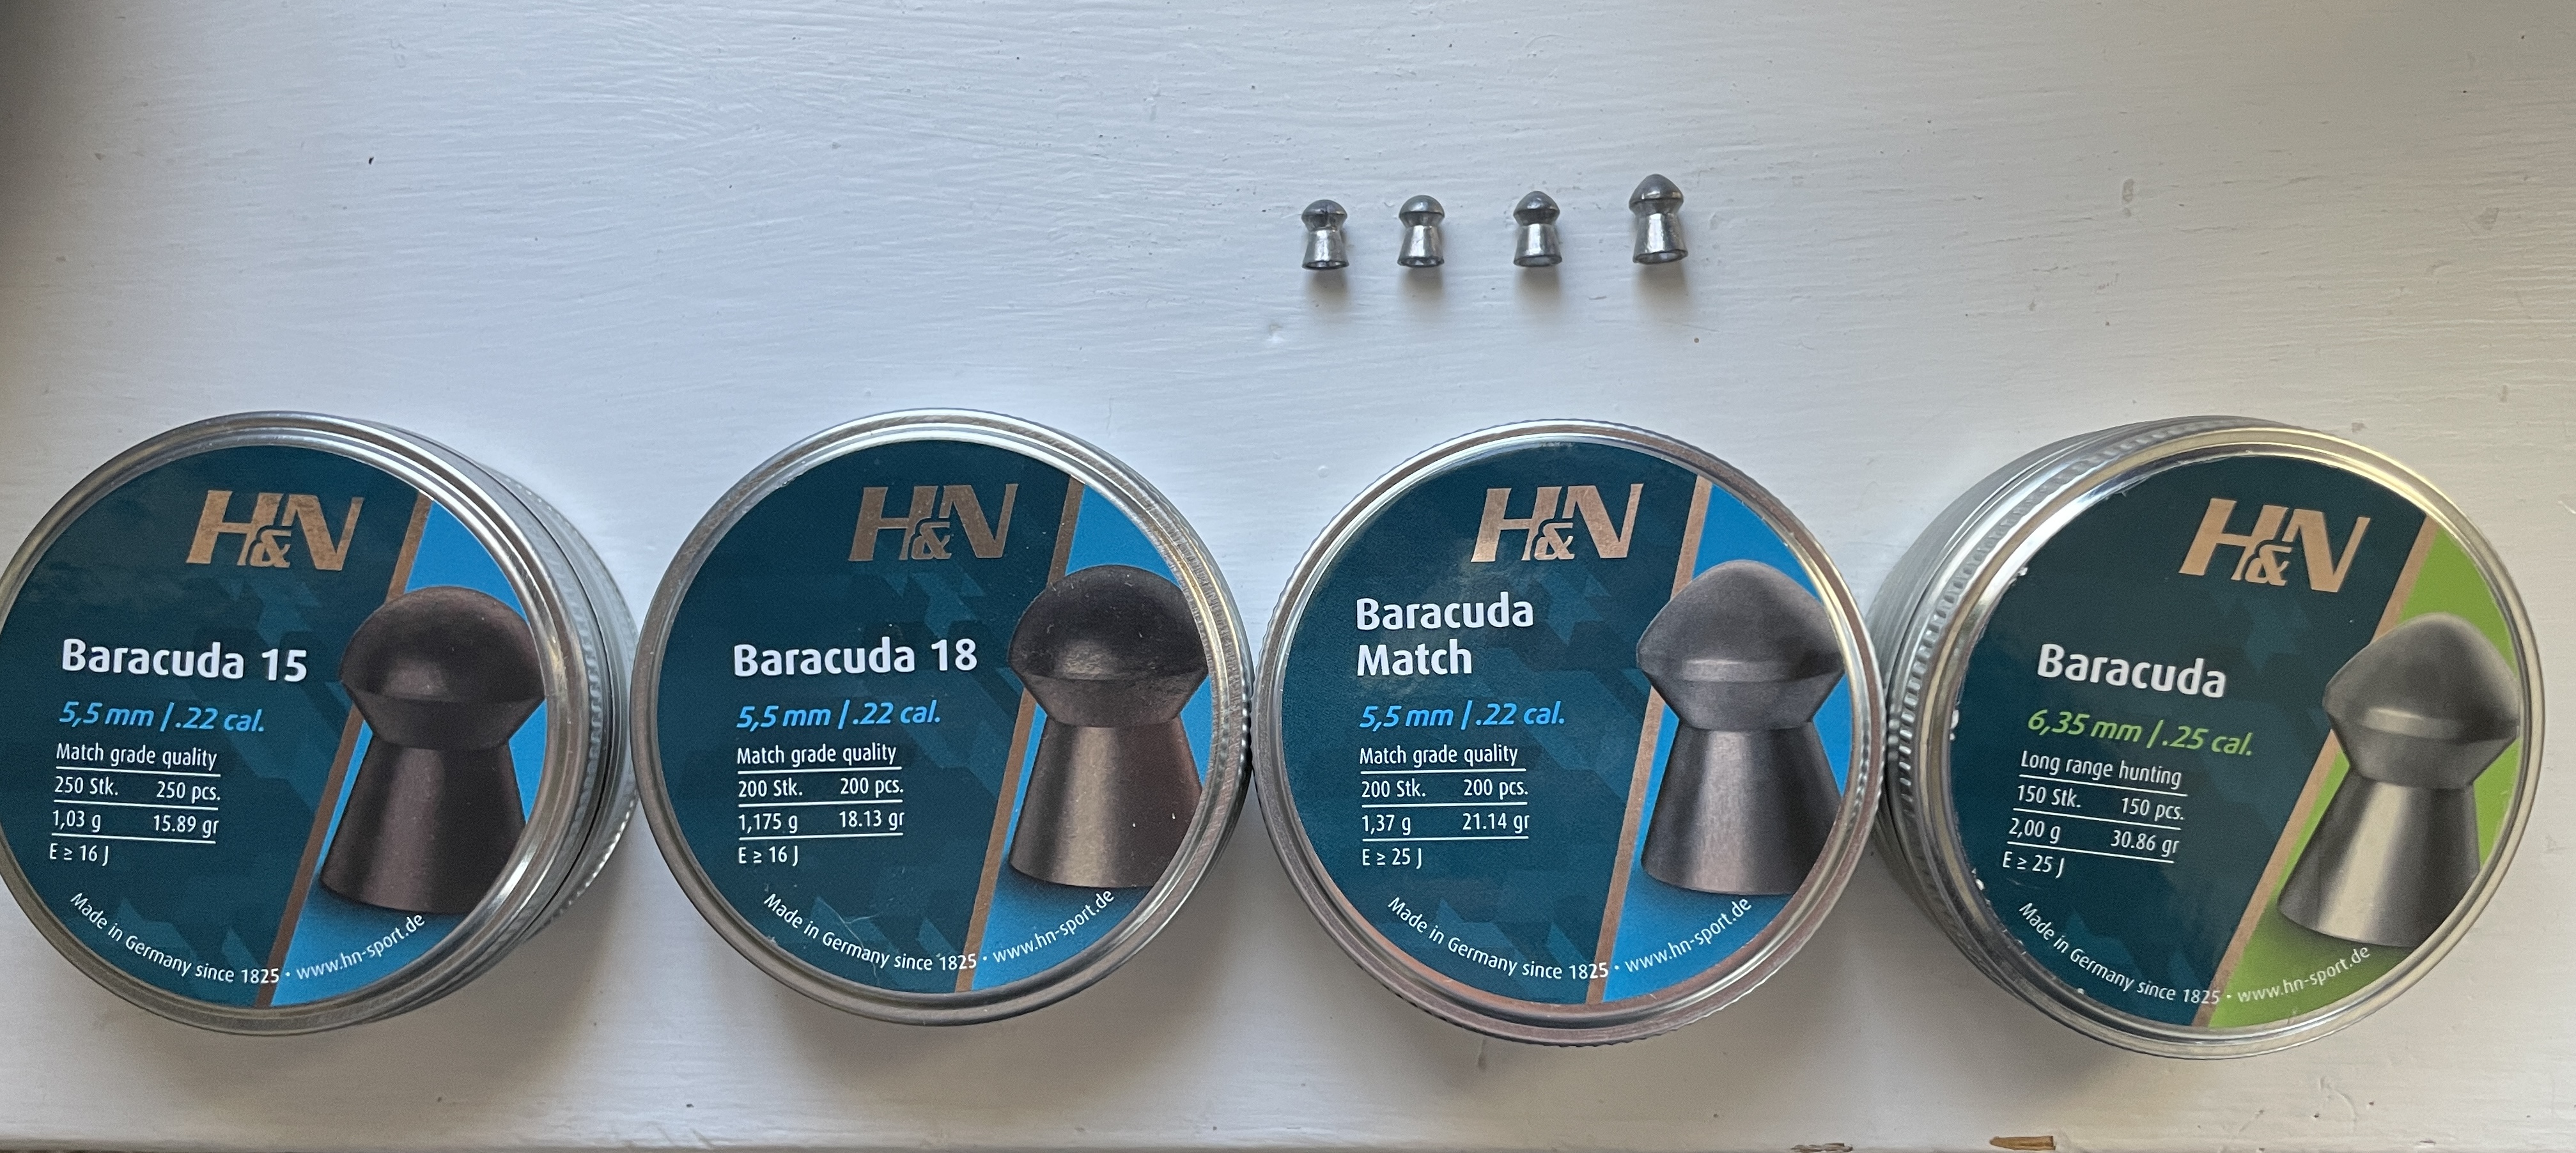 H&N
Baracuda 15
5,5 mm / .22 cal.
Match grade quality
250 Stk. 250 pcs.
1,03 g 15.89 gr
E ≥ 16 J
Made in Germany since 1825 · www.hn-sport.de
H&N
Baracuda 18
5,5 mm / .22 cal.
Match grade quality
200 Stk. 200 pcs.
1,175 g 18.13 gr
E ≥ 16 J
Made in Germany since 1825 · www.hn-sport.de
H&N
Baracuda
Match
5,5 mm / .22 cal.
Match grade quality
200 Stk. 200 pcs.
1,37 g 21.14 gr
E ≥ 25 J
Made in Germany since 1825 · www.hn-sport.de
H&N
Baracuda
6,35 mm / .25 cal.
Long range hunting
150 Stk. 150 pcs.
2,00 g 30.86 gr
E ≥ 25 J
Made in Germany since 1825 · www.hn-sport.de